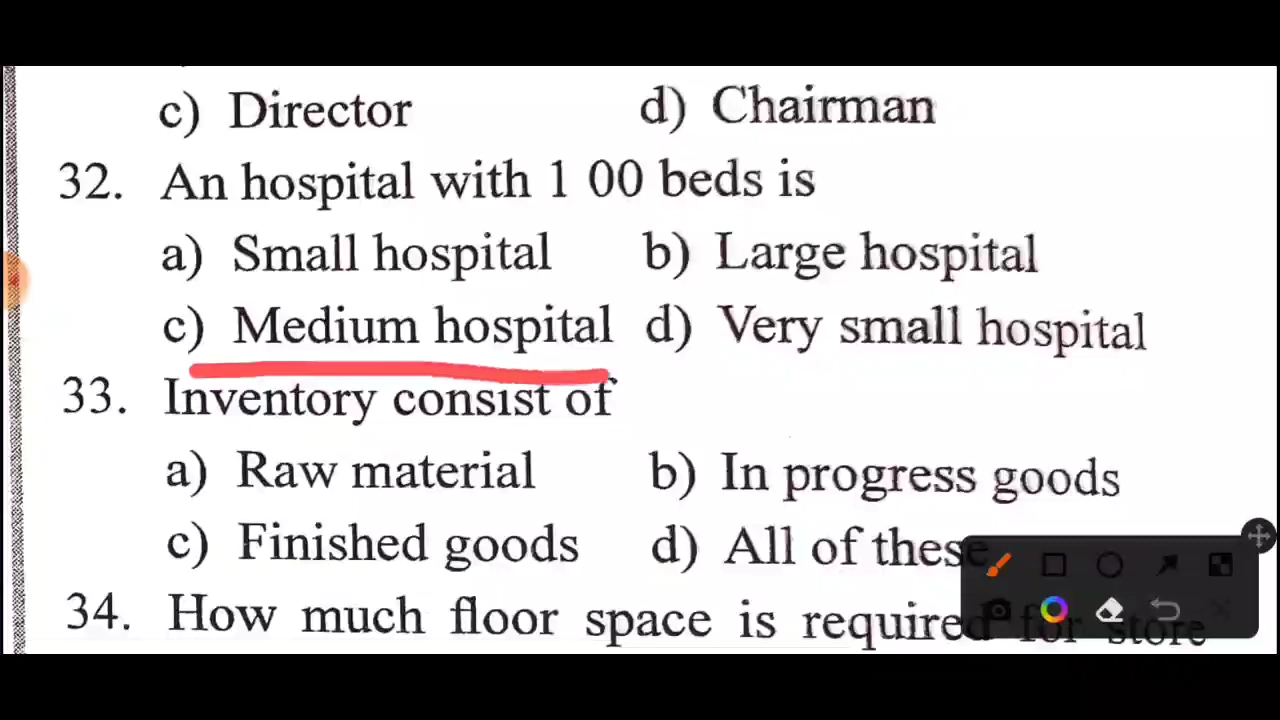 c) Director d) Chairman
32. An hospital with 1 00 beds is
a) Small hospital b) Large hospital
c) Medium hospital d) Very small hospital
33. Inventory consist of
a) Raw material b) In progress goods
c) Finished goods d) All of these
34. How much floor space is required for store